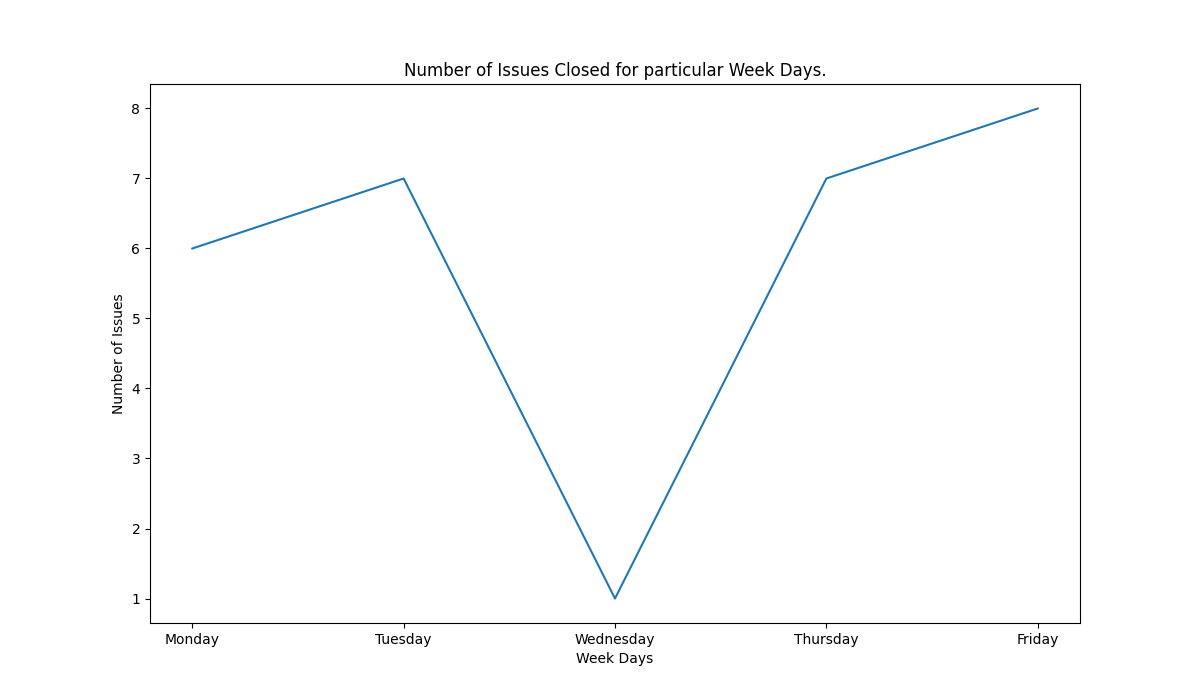 Number of Issues Closed for particular Week Days.
Number of Issues
8
7
6
5
4
3
2
1
Monday Tuesday Wednesday Thursday Friday
Week Days